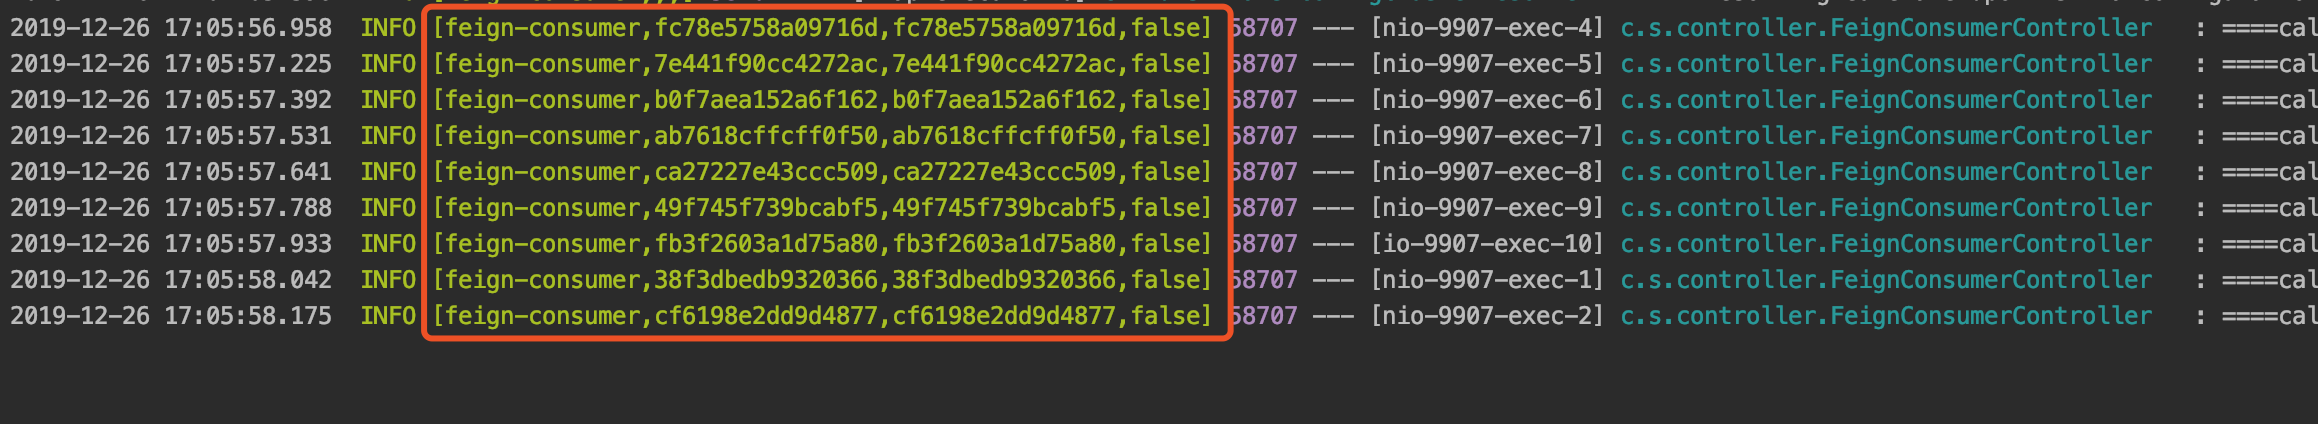 2019-12-26 17:05:56.958 INFO [feign-consumer,fc78e5758a09716d,fc78e5758a09716d,false] 58707 --- [nio-9907-exec-4] c.s.controller.FeignConsumerController : ====cal
2019-12-26 17:05:57.225 INFO [feign-consumer,7e441f90cc4272ac,7e441f90cc4272ac,false] 58707 --- [nio-9907-exec-5] c.s.controller.FeignConsumerController : ====cal
2019-12-26 17:05:57.392 INFO [feign-consumer,b0f7aea152a6f162,b0f7aea152a6f162,false] 58707 --- [nio-9907-exec-6] c.s.controller.FeignConsumerController : ====cal
2019-12-26 17:05:57.531 INFO [feign-consumer,ab7618cffcff0f50,ab7618cffcff0f50,false] 58707 --- [nio-9907-exec-7] c.s.controller.FeignConsumerController : ====cal
2019-12-26 17:05:57.641 INFO [feign-consumer,ca27227e43ccc509,ca27227e43ccc509,false] 58707 --- [nio-9907-exec-8] c.s.controller.FeignConsumerController : ====cal
2019-12-26 17:05:57.788 INFO [feign-consumer,49f745f739bcabf5,49f745f739bcabf5,false] 58707 --- [nio-9907-exec-9] c.s.controller.FeignConsumerController : ====cal
2019-12-26 17:05:57.933 INFO [feign-consumer,fb3f2603a1d75a80,fb3f2603a1d75a80,false] 58707 --- [io-9907-exec-10] c.s.controller.FeignConsumerController : ====cal
2019-12-26 17:05:58.042 INFO [feign-consumer,38f3dbedb9320366,38f3dbedb9320366,false] 58707 --- [nio-9907-exec-1] c.s.controller.FeignConsumerController : ====cal
2019-12-26 17:05:58.175 INFO [feign-consumer,cf6198e2dd9d4877,cf6198e2dd9d4877,false] 58707 --- [nio-9907-exec-2] c.s.controller.FeignConsumerController : ====cal